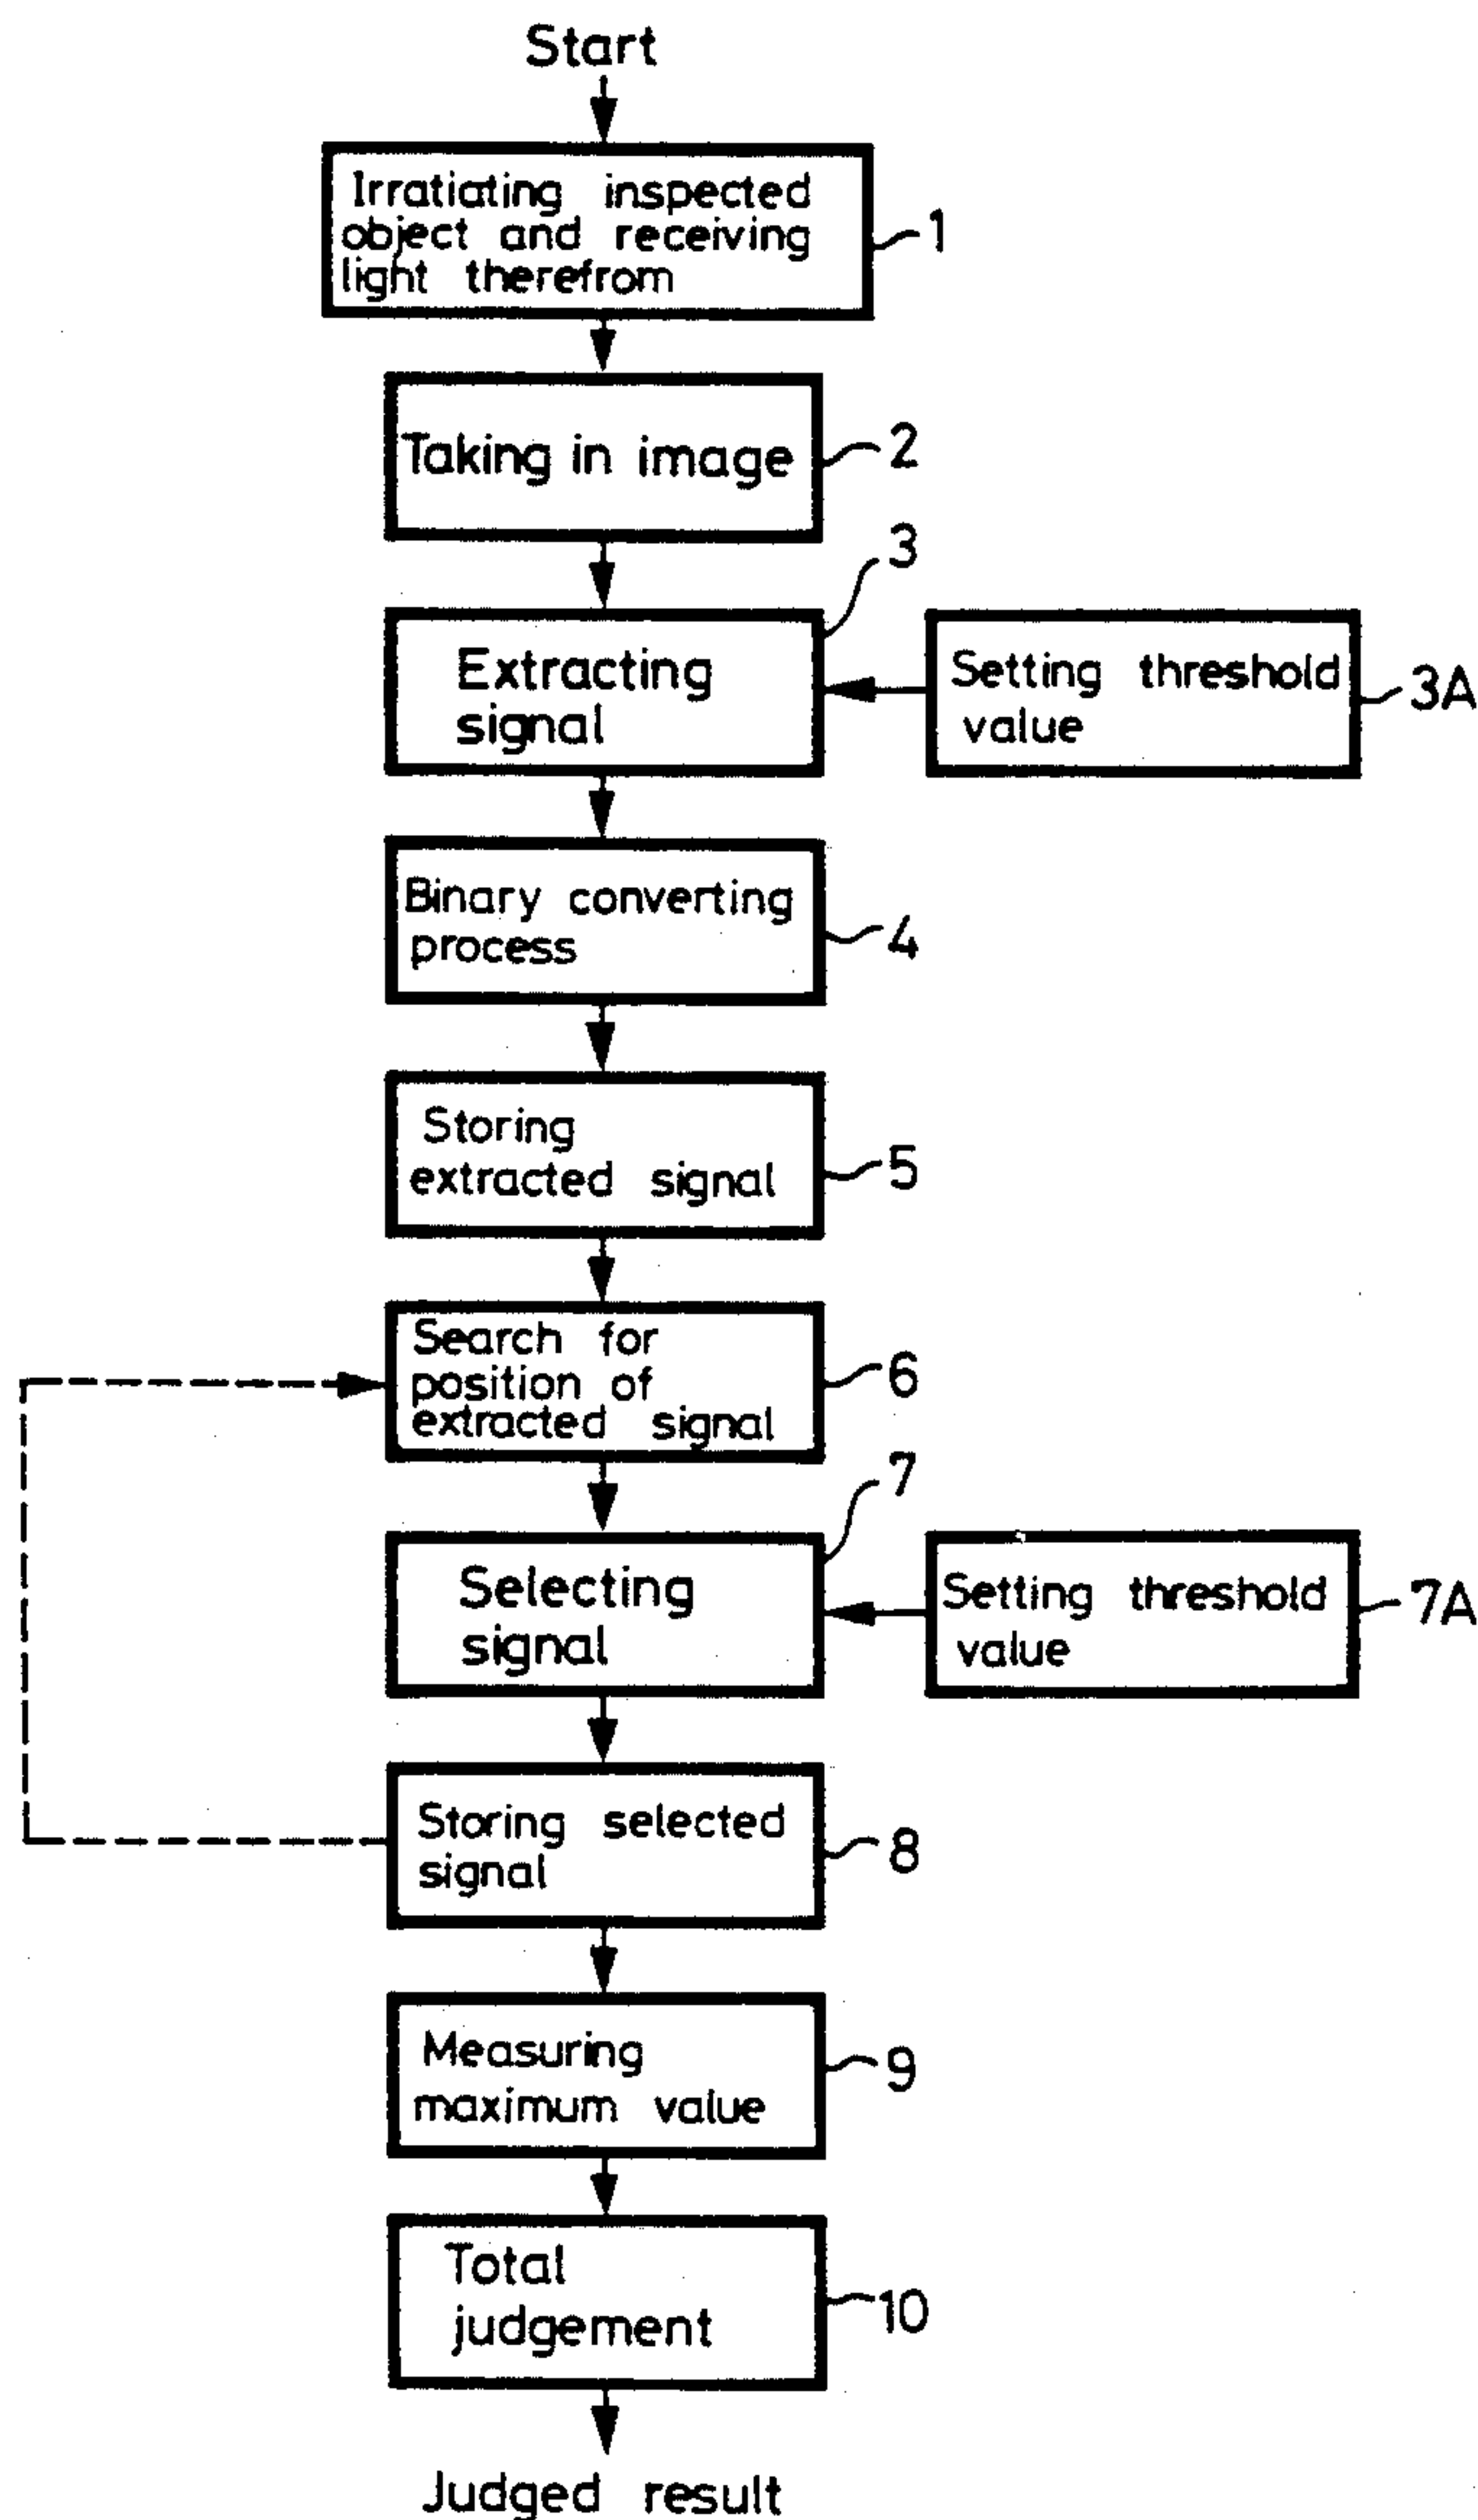 Start
Irratiating inspected
object and receiving
light therefrom
1
Taking in image
2
3
Extracting
signal
Setting threshold
value
3A
Binary converting
process
4
Storing
extracted signal
5
Search for
position of
extracted signal
6
7
Selecting
signal
Setting threshold
value
7A
Storing selected
signal
8
Measuring
maximum value
9
Total
judgement
10
Judged result